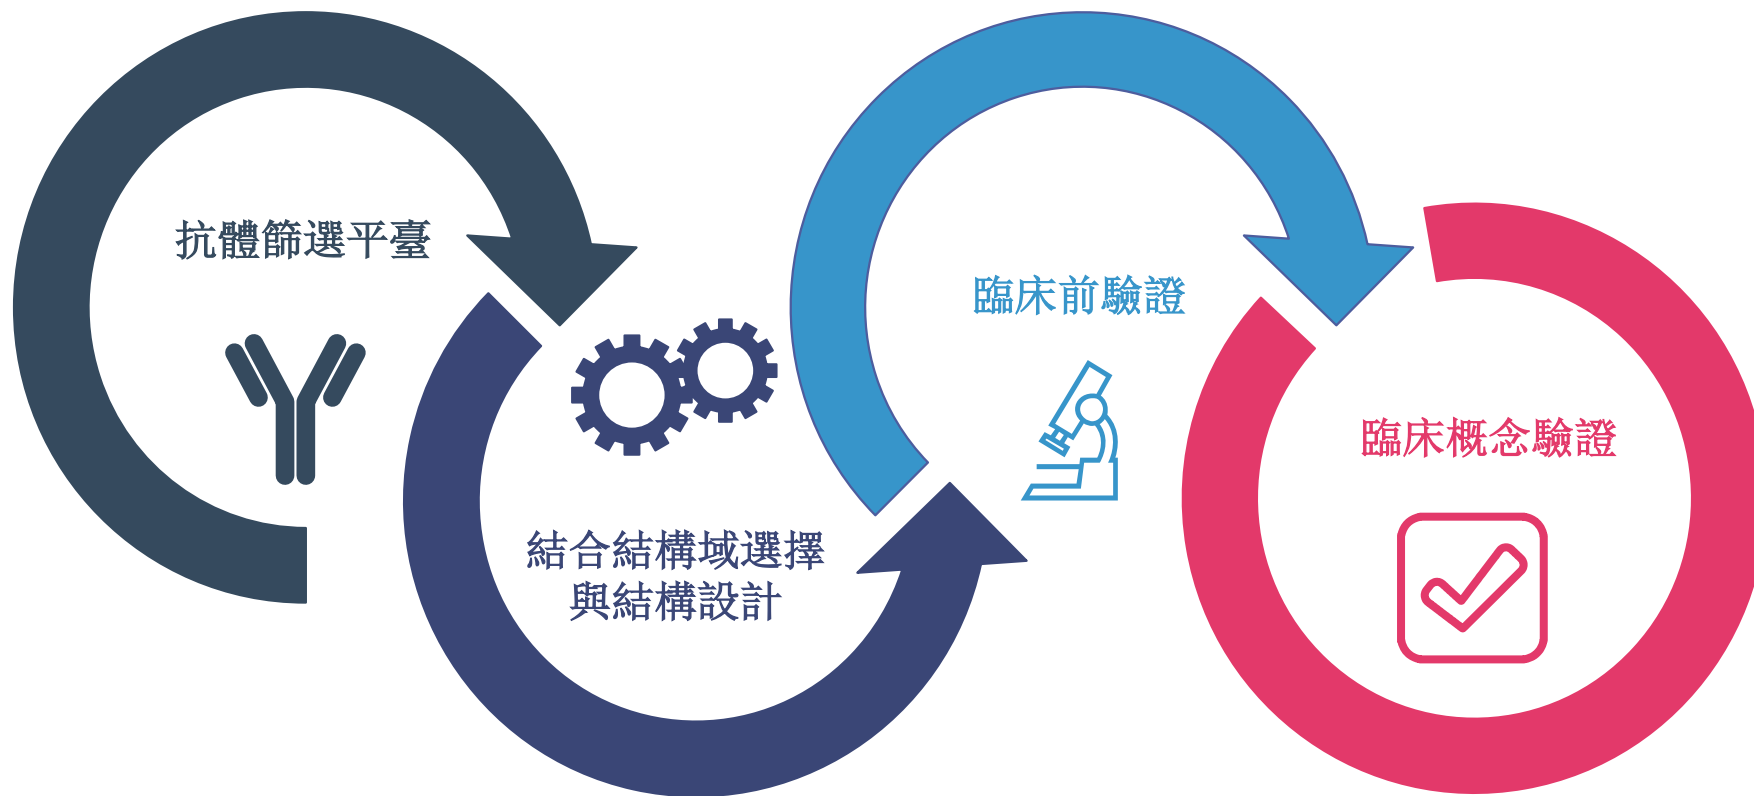 抗體篩選平臺
結合結構域選擇
與結構設計
臨床前驗證
臨床概念驗證